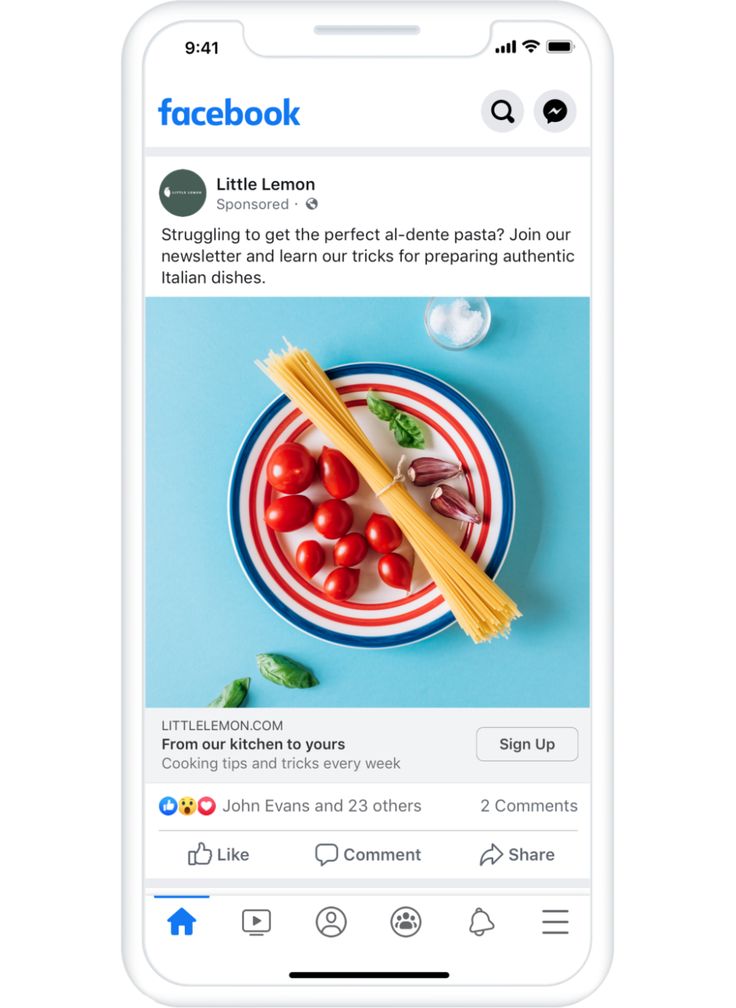 9:41
facebook
LITTLE LEMON
Little Lemon
Sponsored ·
Struggling to get the perfect al-dente pasta? Join our
newsletter and learn our tricks for preparing authentic
Italian dishes.
LITTLELEMON.COM
From our kitchen to yours
Cooking tips and tricks every week
Sign Up
John Evans and 23 others
2 Comments
Like
Comment
Share